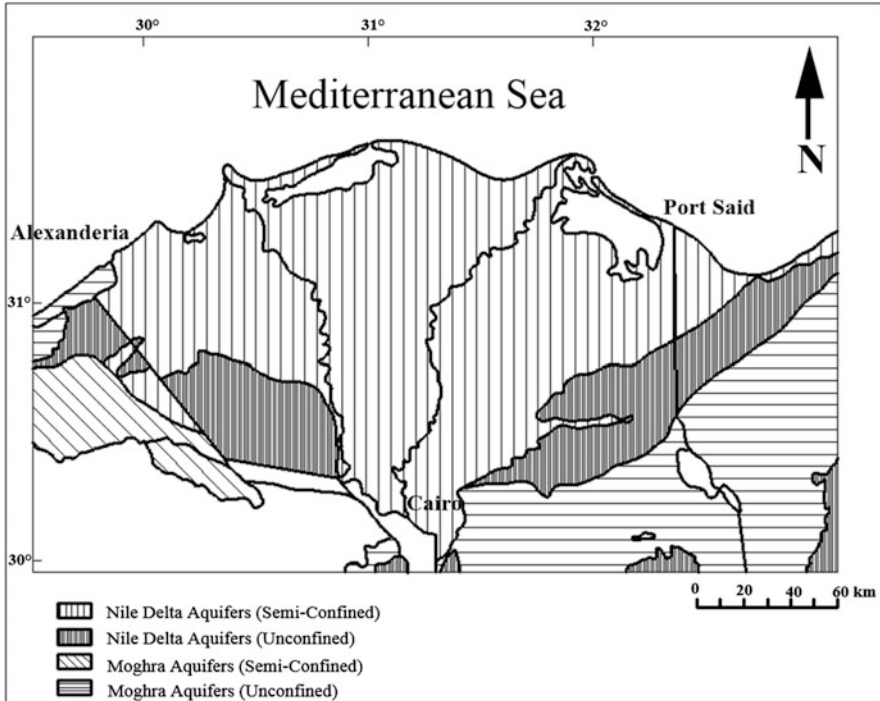 30°
31°
32°
Mediterranean Sea
N
Alexanderia
Port Said
31°
Cairo
30°
0 20 40 60 km
Nile Delta Aquifers (Semi-Confined)
Nile Delta Aquifers (Unconfined)
Moghra Aquifers (Semi-Confined)
Moghra Aquifers (Unconfined)